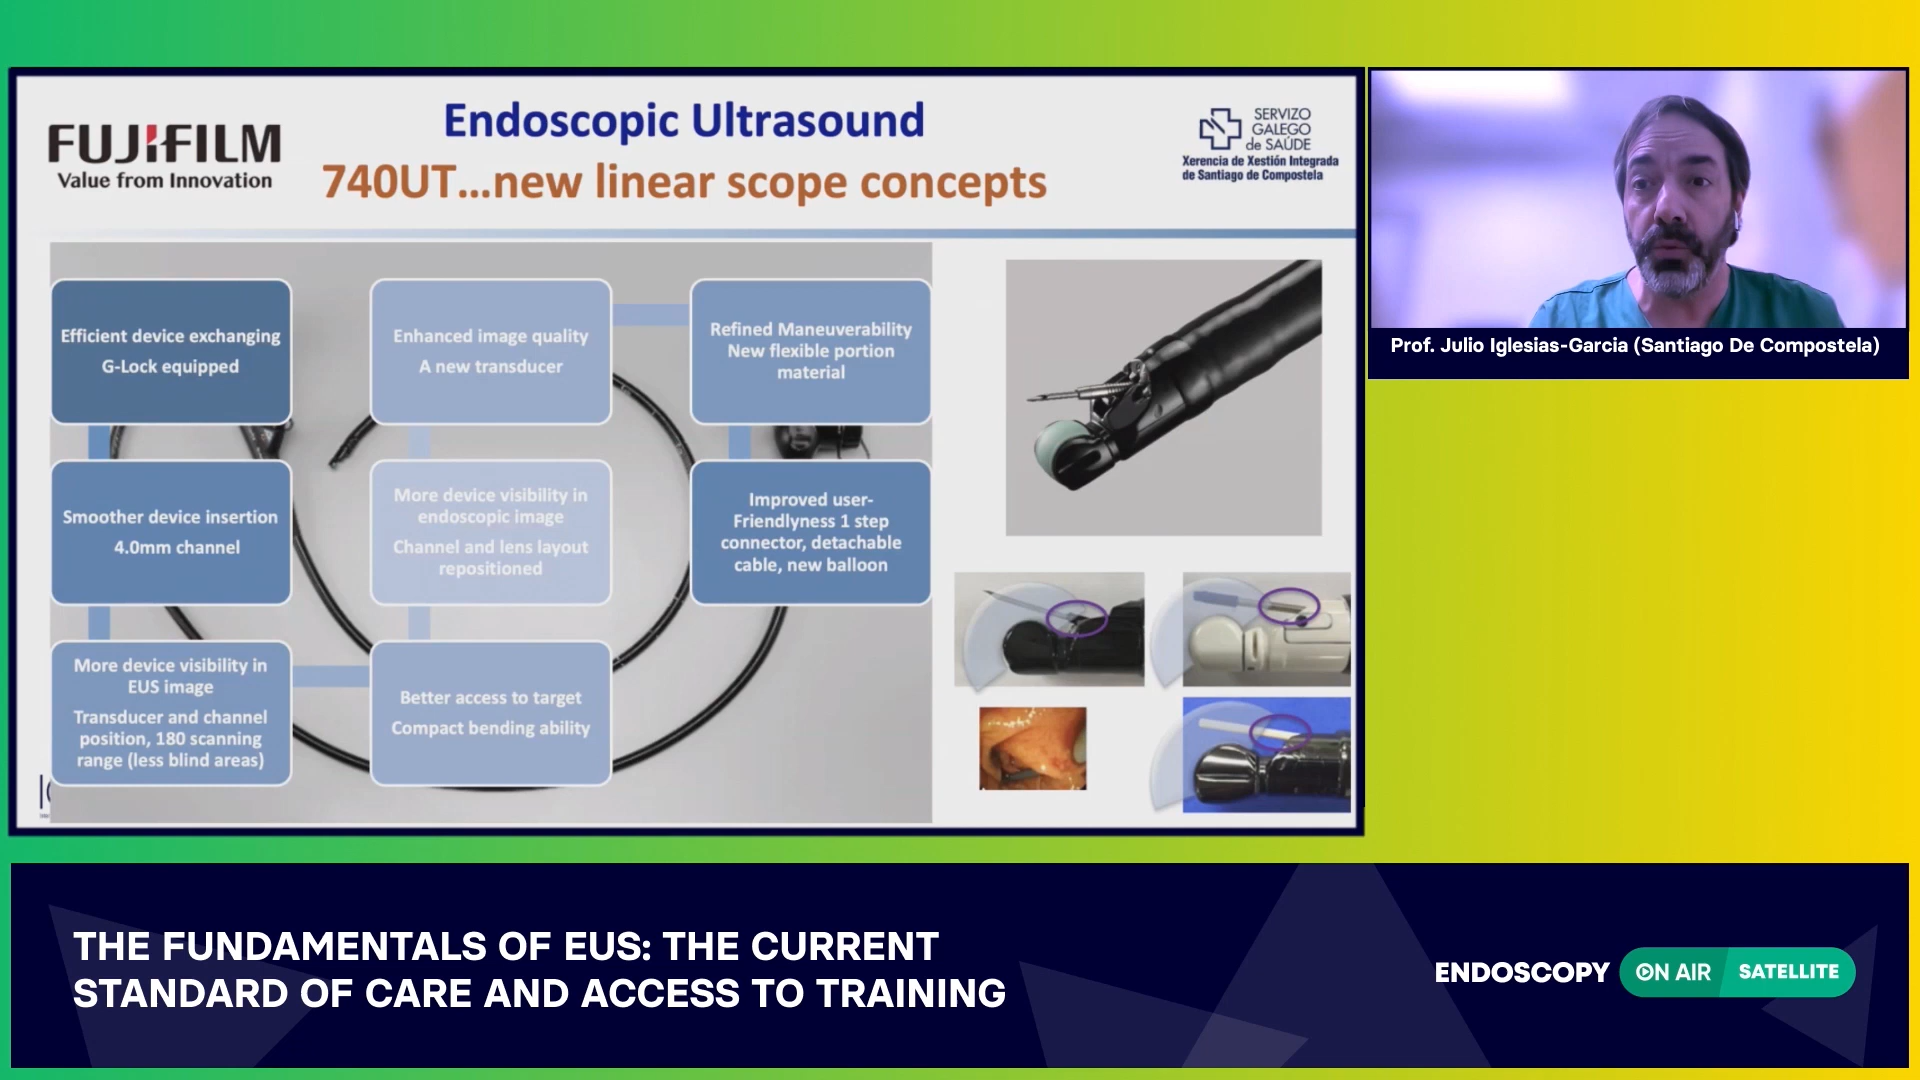 FUJIFILM
Value from Innovation
Endoscopic Ultrasound
740UT...new linear scope concepts
SERVIZO
GALEGO
de SAÚDE
Xerencia de Xestión Integrada
de Santiago de Compostela
Efficient device exchanging
G-Lock equipped
Enhanced image quality
A new transducer
Refined Maneuverability
New flexible portion
material
Smoother device insertion
4.0mm channel
More device visibility in
endoscopic image
Channel and lens layout
repositioned
Improved user-
Friendlyness 1 step
connector, detachable
cable, new balloon
More device visibility in
EUS image
Transducer and channel
position, 180 scanning
range (less blind areas)
Better access to target
Compact bending ability
Prof. Julio Iglesias-Garcia (Santiago De Compostela)
THE FUNDAMENTALS OF EUS: THE CURRENT
STANDARD OF CARE AND ACCESS TO TRAINING
ENDOSCOPY ON AIR SATELLITE